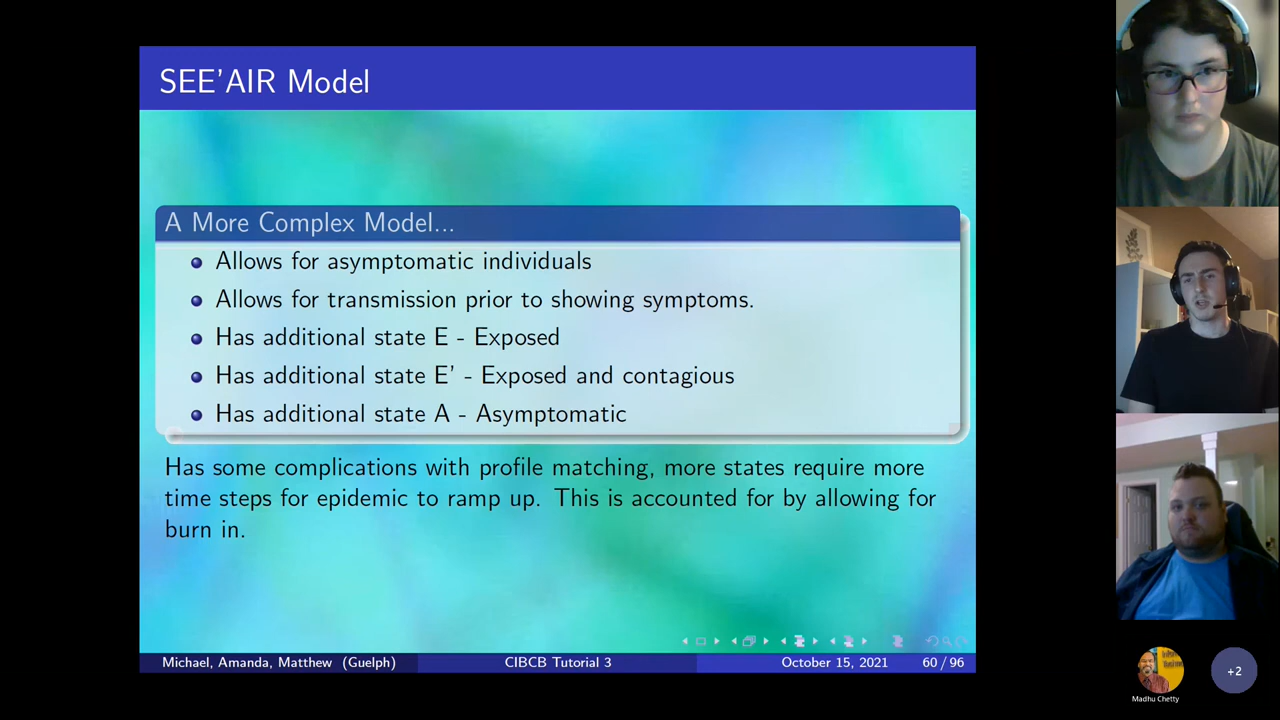 SEE'AIR Model
A More Complex Model...
Allows for asymptomatic individuals
Allows for transmission prior to showing symptoms.
Has additional state E - Exposed
Has additional state E' - Exposed and contagious
Has additional state A - Asymptomatic
Has some complications with profile matching, more states require more
time steps for epidemic to ramp up. This is accounted for by allowing for
burn in.
Michael, Amanda, Matthew (Guelph) CIBCB Tutorial 3 October 15, 2021 60 / 96
Madhu Chetty
+2